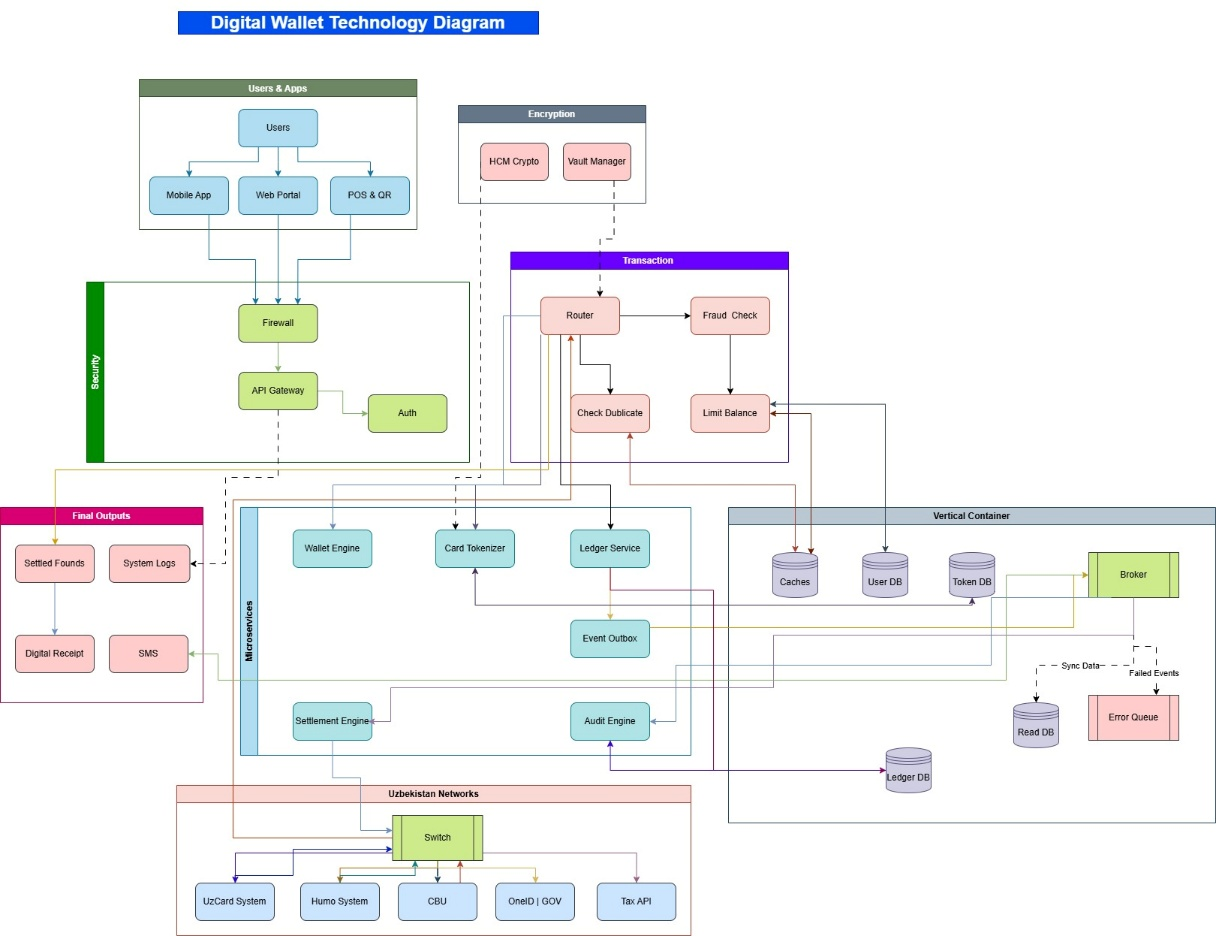 Digital Wallet Technology Diagram
Users & Apps
Users
Mobile App
Web Portal
POS & QR
Encryption
HCM Crypto
Vault Manager
Security
Firewall
API Gateway
Auth
Transaction
Router
Fraud Check
Check Dublicate
Limit Balance
Final Outputs
Settled Founds
System Logs
Digital Receipt
SMS
Microservices
Wallet Engine
Card Tokenizer
Ledger Service
Event Outbox
Settlement Engine
Audit Engine
Vertical Container
Caches
User DB
Token DB
Broker
Sync Data
Failed Events
Read DB
Error Queue
Ledger DB
Uzbekistan Networks
Switch
UzCard System
Humo System
CBU
OneID | GOV
Tax API